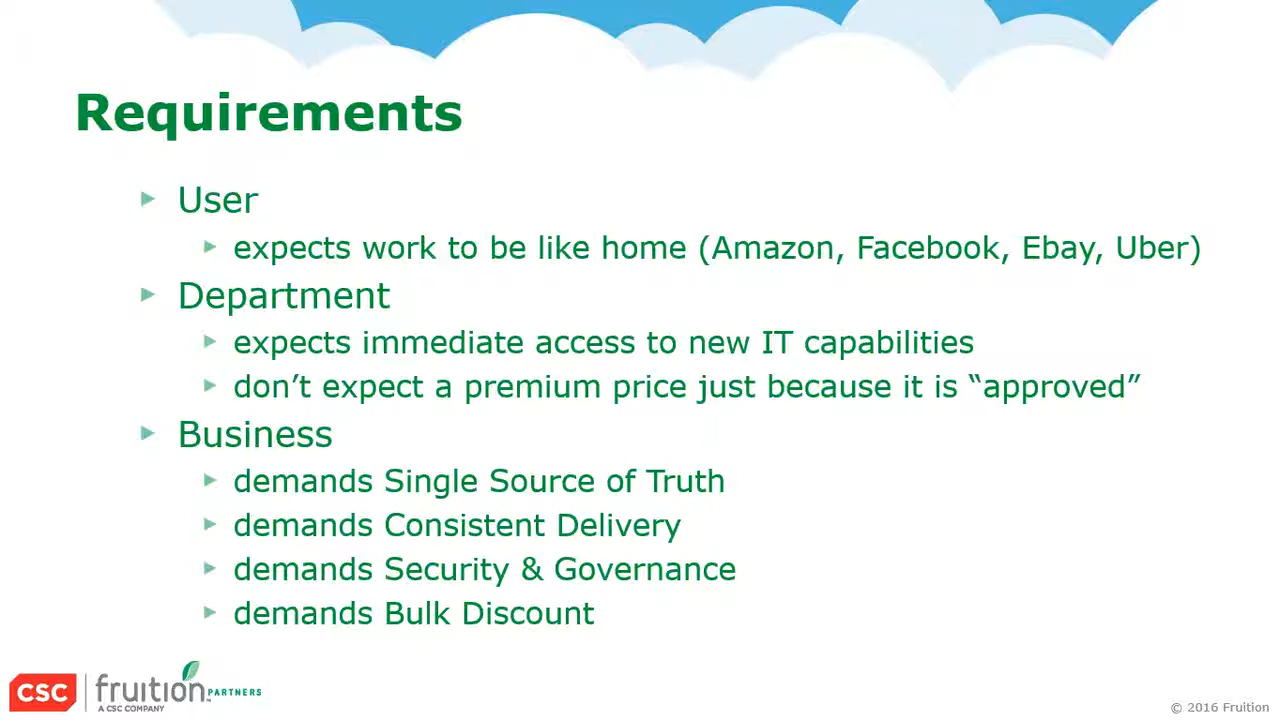 Requirements
User
expects work to be like home (Amazon, Facebook, Ebay, Uber)
Department
expects immediate access to new IT capabilities
don’t expect a premium price just because it is “approved”
Business
demands Single Source of Truth
demands Consistent Delivery
demands Security & Governance
demands Bulk Discount
CSC
fruition PARTNERS
A CSC COMPANY
© 2016 Fruition